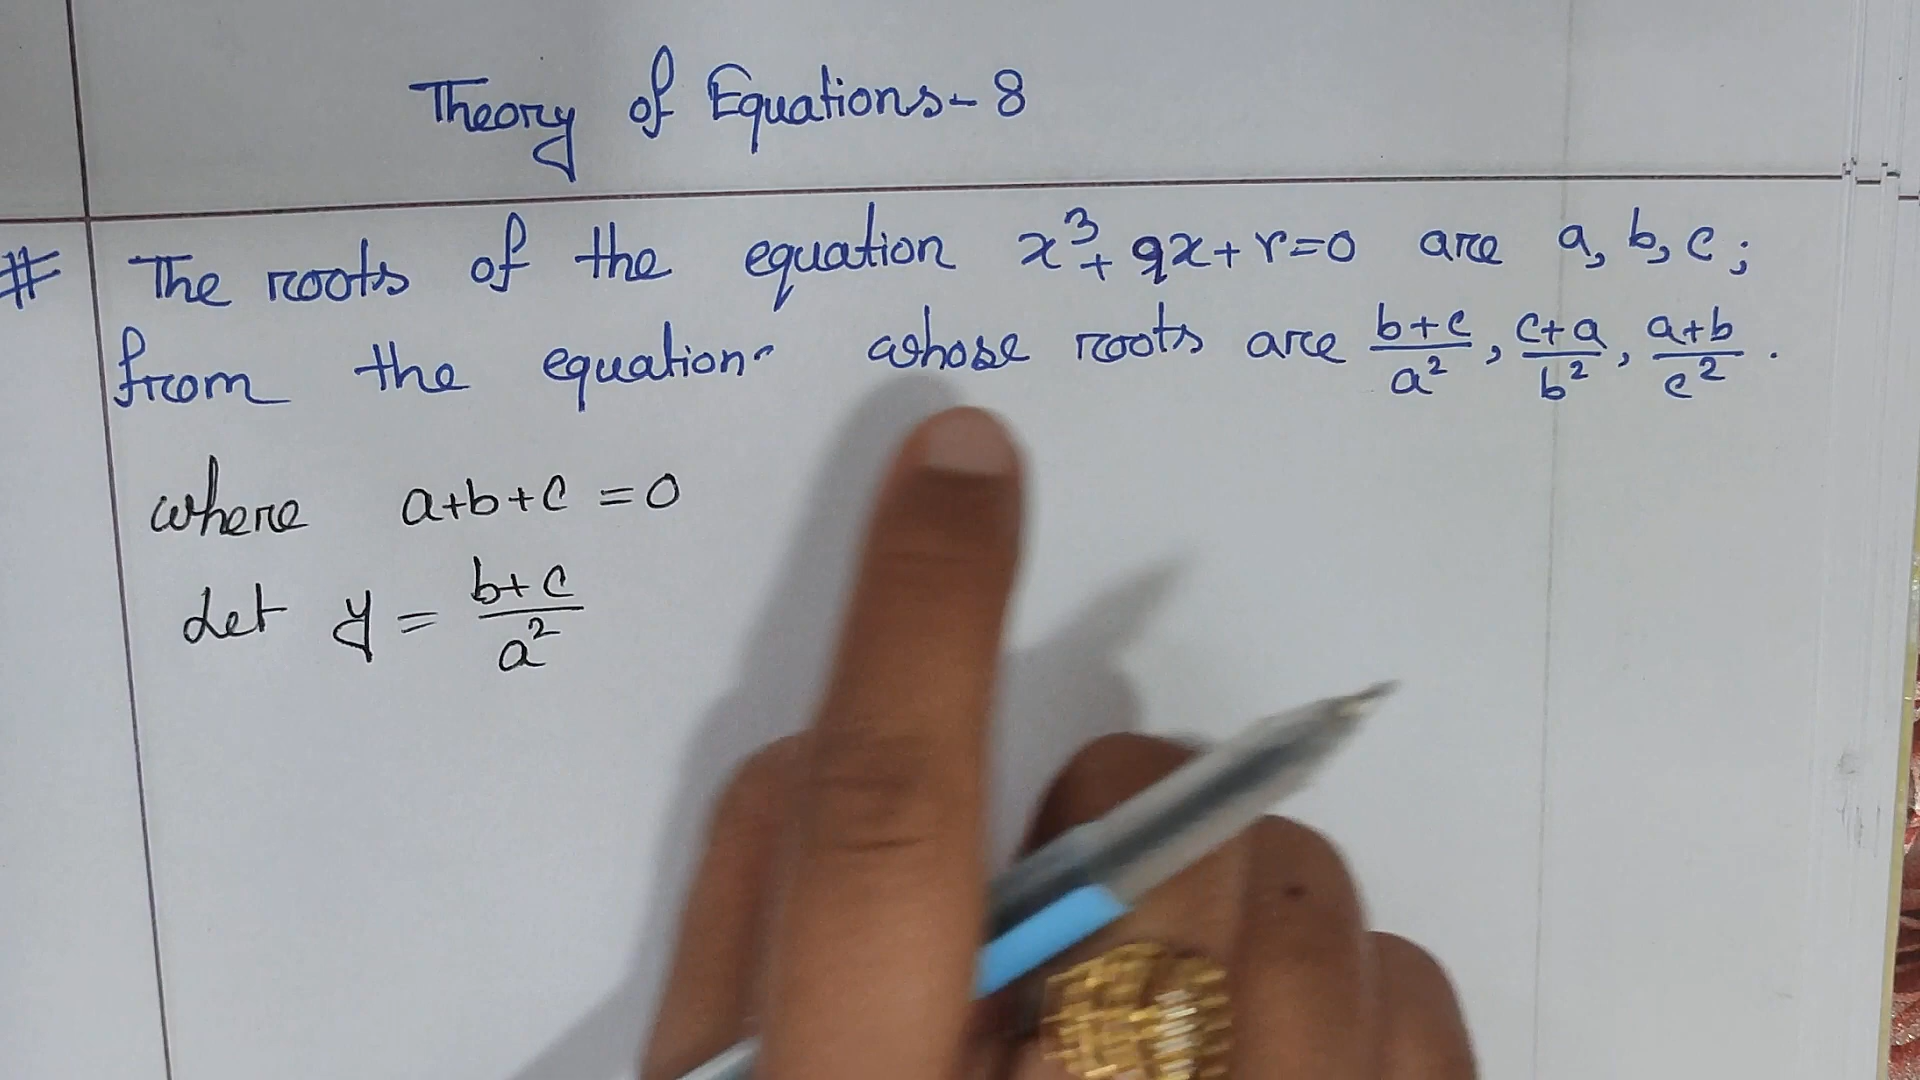 Theory of Equations-8
# The roots of the equation x³ + qx + r = 0 are a, b, c;
from the equation whose roots are (b+c)/a², (c+a)/b², (a+b)/c².
where a+b+c = 0
Let y = (b+c)/a²